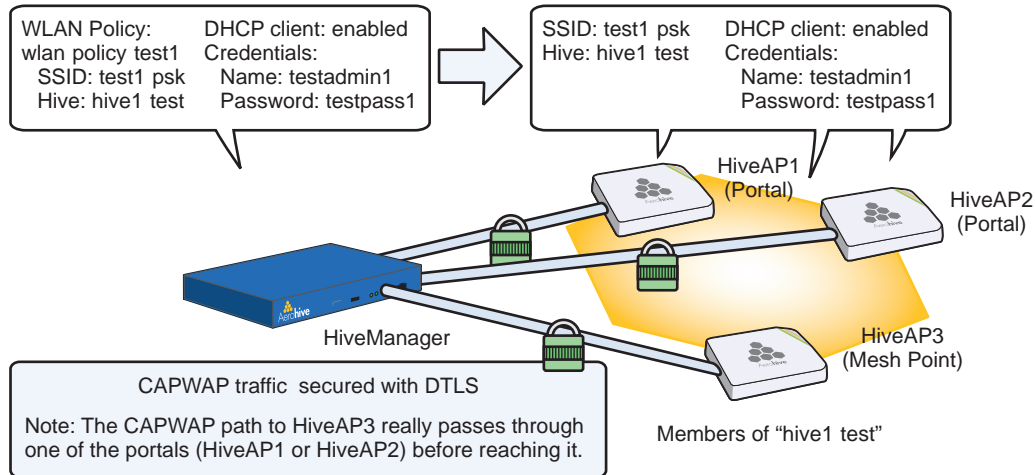 WLAN Policy:
wlan policy test1
SSID: test1 psk
Hive: hive1 test
DHCP client: enabled
Credentials:
Name: testadmin1
Password: testpass1
SSID: test1 psk
Hive: hive1 test
DHCP client: enabled
Credentials:
Name: testadmin1
Password: testpass1
HiveAP1
(Portal)
Aerohive
HiveAP2
(Portal)
Aerohive
Aerohive
HiveManager
HiveAP3
(Mesh Point)
Aerohive
CAPWAP traffic secured with DTLS
Note: The CAPWAP path to HiveAP3 really passes through
one of the portals (HiveAP1 or HiveAP2) before reaching it.
Members of “hive1 test”